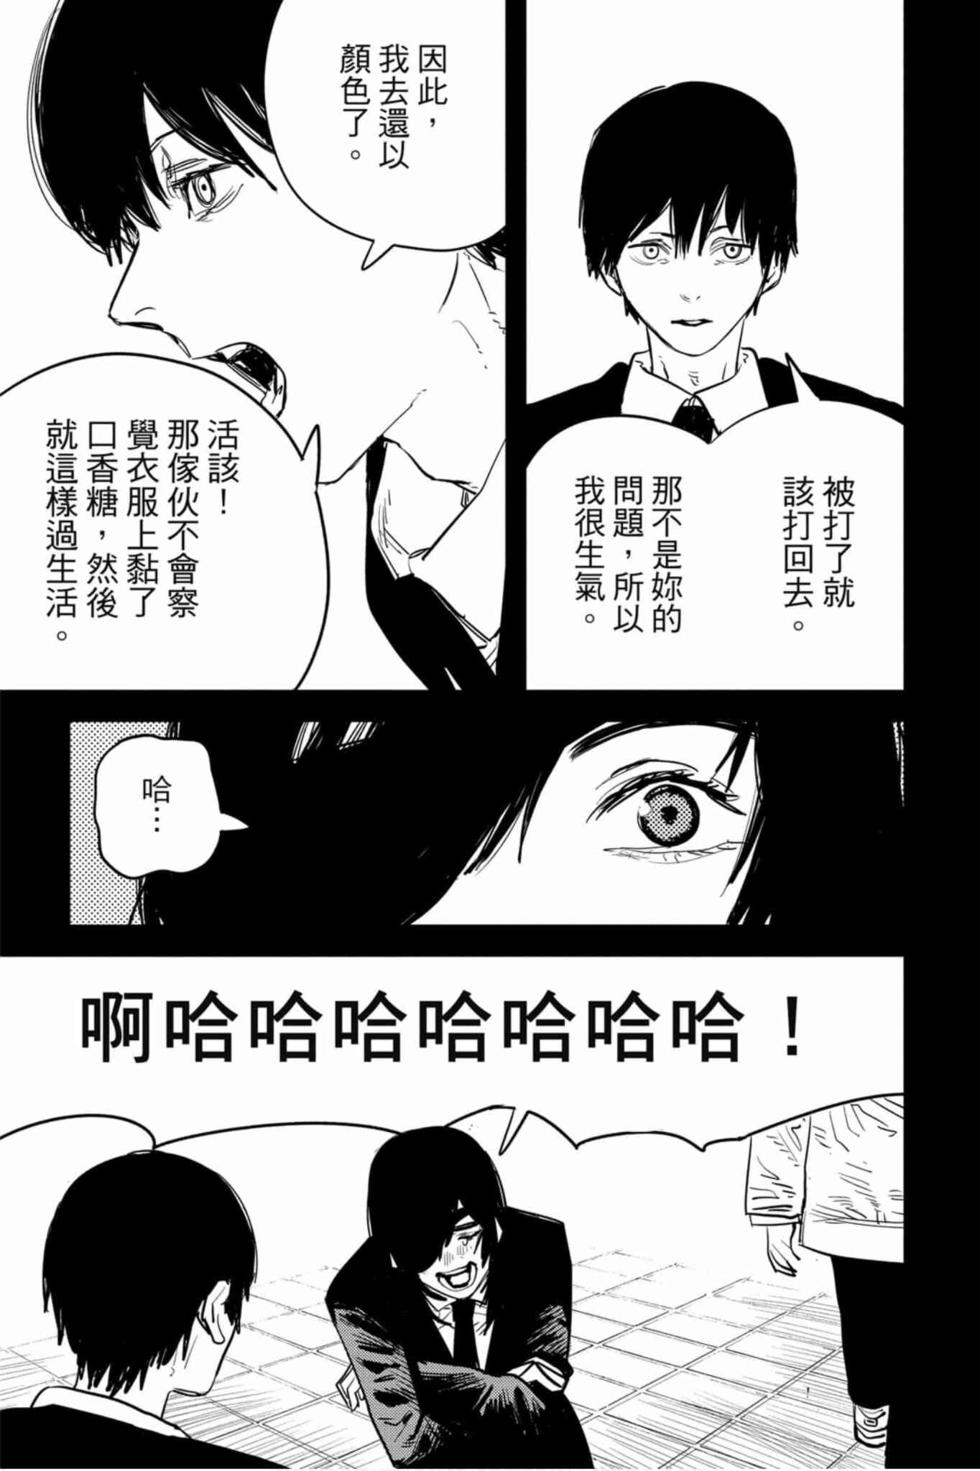 被打了就
該打回去。
那不是妳的
問題，所以
我很生氣。
因此，
我去還以
顏色了。
活該！
那傢伙不會察
覺衣服上黏了
口香糖，然後
就這樣過生活。
哈…
啊哈哈哈哈哈哈哈！